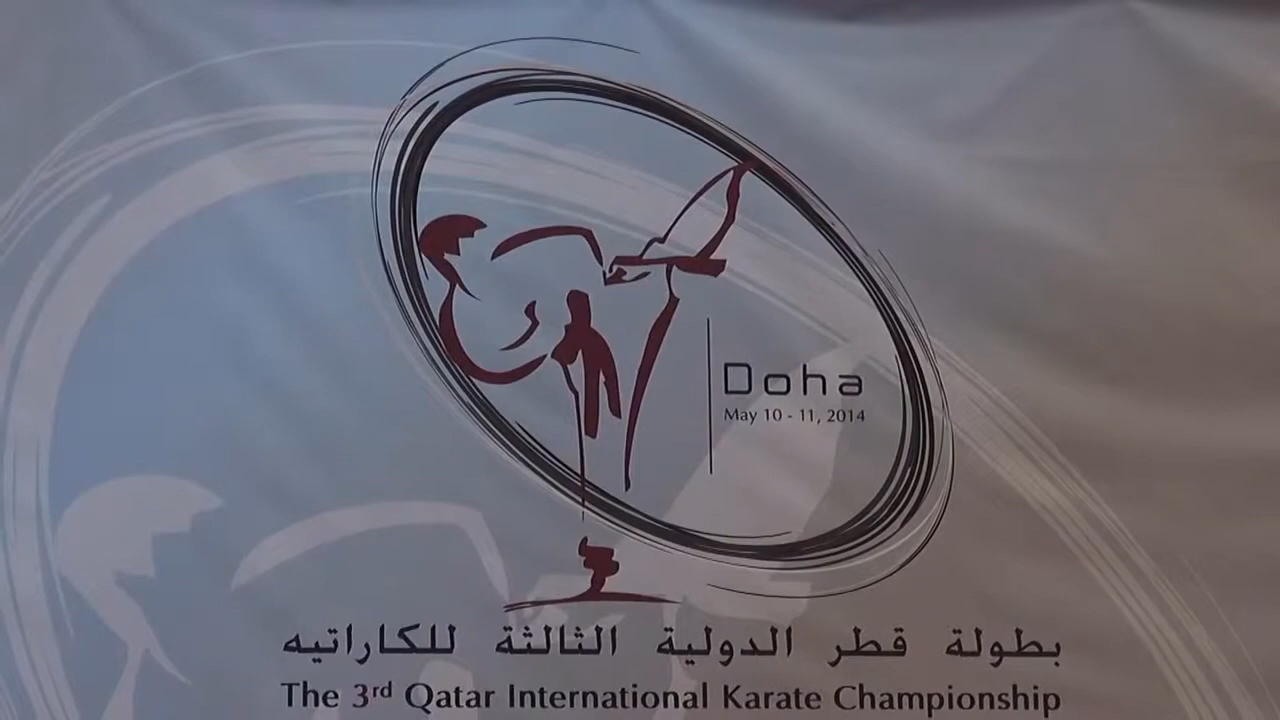 Doha
May 10 - 11, 2014
بطولة قطر الدولية الثالثة للكاراتيه
The 3rd Qatar International Karate Championship